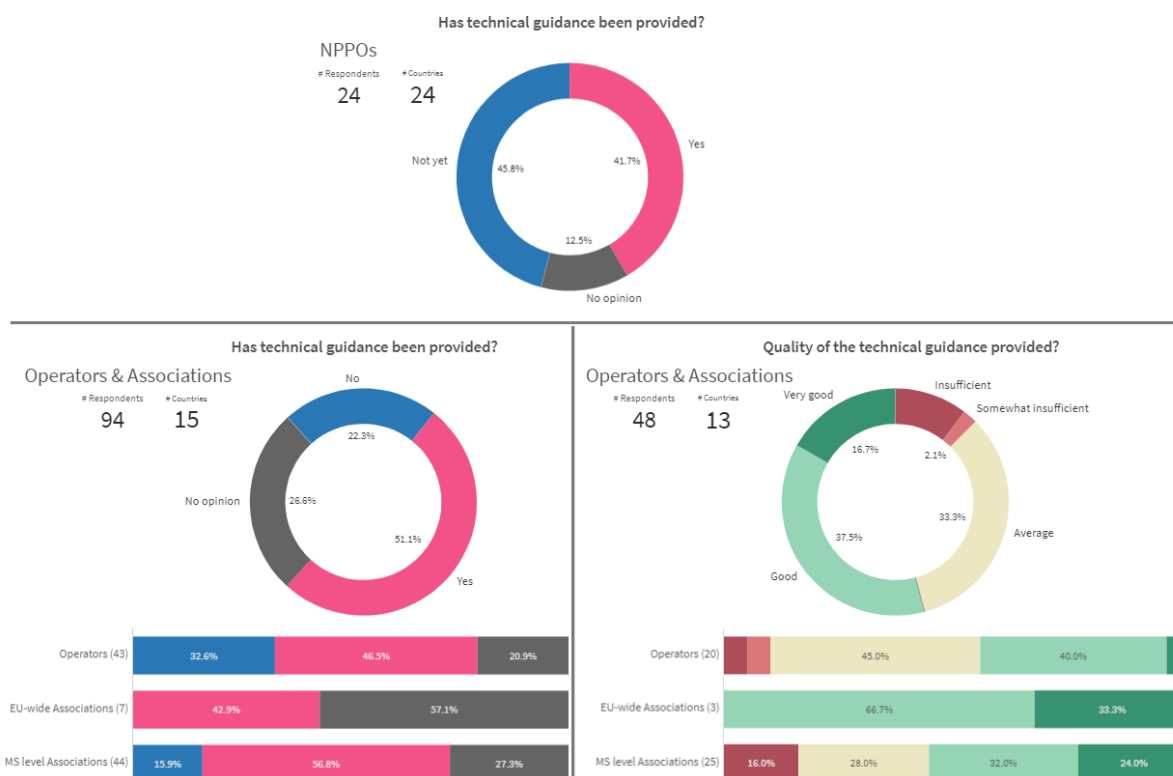 Has technical guidance been provided?
NPPOs
# Respondents # Countries
24 24
Yes
Not yet
45.8% 41.7%
12.5%
No opinion
Has technical guidance been provided?
Operators & Associations
# Respondents # Countries
94 15
No
22.3%
No opinion
26.6%
51.1%
Yes
Operators (43) 32.6% 46.5% 20.9%
EU-wide Associations (7) 42.9% 57.1%
MS level Associations (44) 15.9% 56.8% 27.3%
Quality of the technical guidance provided?
Operators & Associations
# Respondents # Countries
48 13
Very good
Insufficient
Somewhat insufficient
16.7%
2.1%
33.3%
37.5%
Average
Good
Operators (20) 45.0% 40.0%
EU-wide Associations (3) 66.7% 33.3%
MS level Associations (25) 16.0% 28.0% 32.0% 24.0%